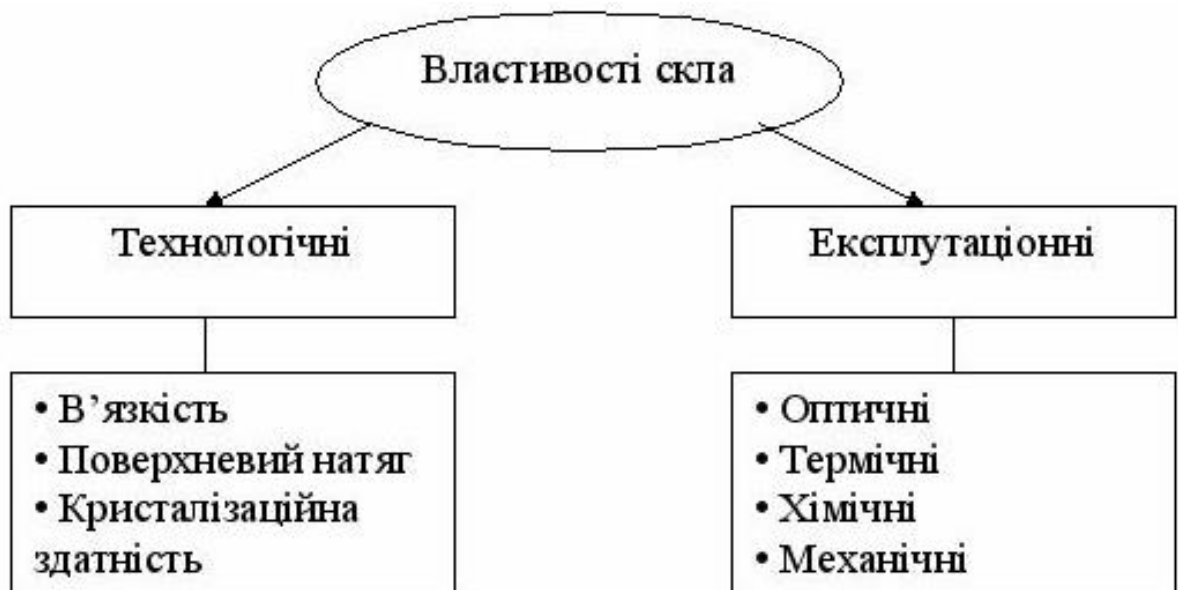 Властивості скла
Технологічні
Експлутаціонні
• В’язкість
• Поверхневий натяг
• Кристалізаційна
здатність
• Оптичні
• Термічні
• Хімічні
• Механічні